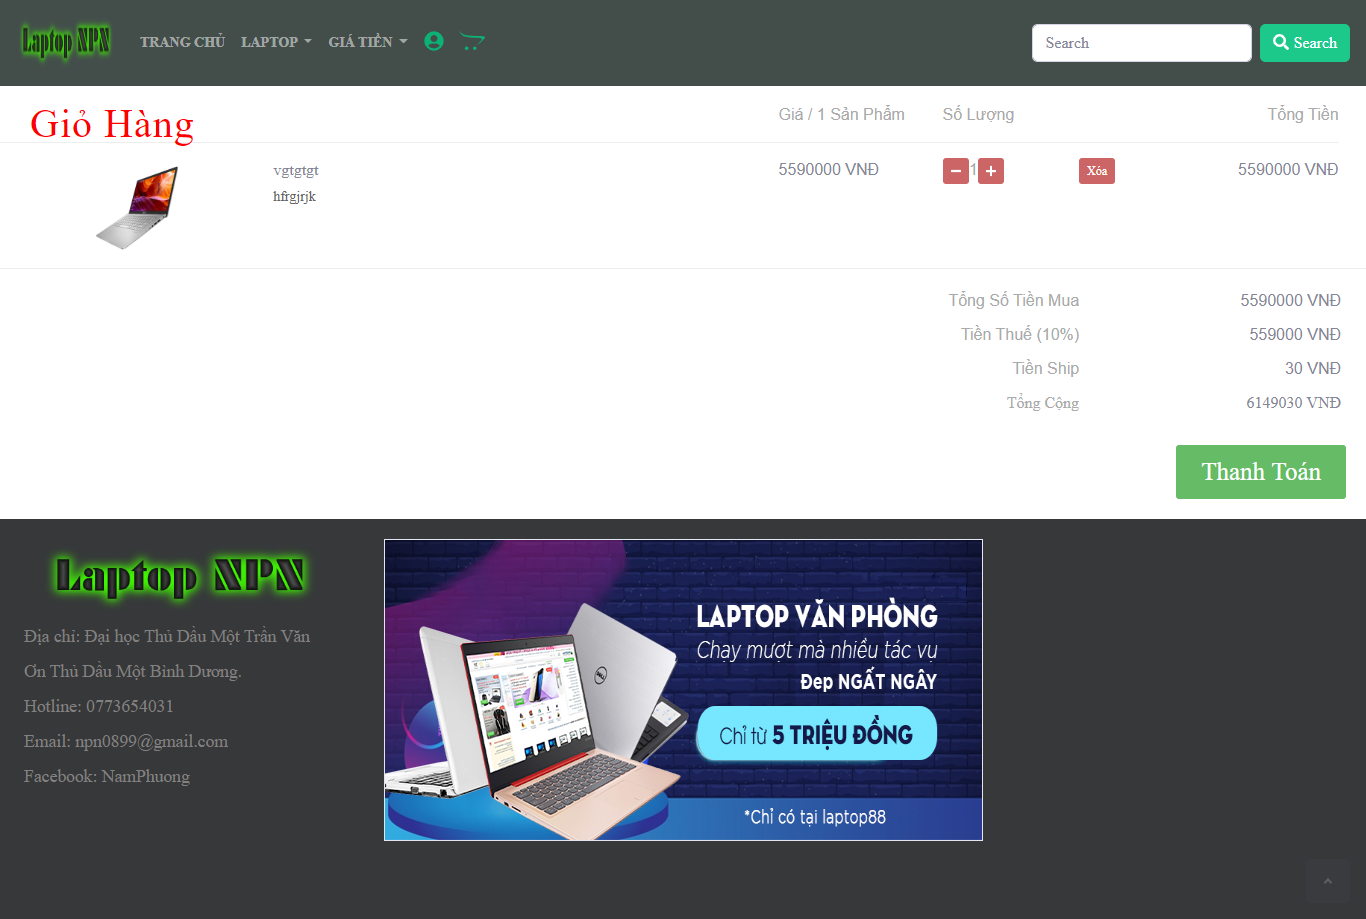 Laptop NPN
TRANG CHỦ LAPTOP GIÁ TIỀN
Search
Search
Giỏ Hàng
Giá / 1 Sản Phẩm Số Lượng Tổng Tiền
vgtgtgt
hfrgjrjk
5590000 VNĐ
1
Xóa
5590000 VNĐ
Tổng Số Tiền Mua 5590000 VNĐ
Tiền Thuế (10%) 559000 VNĐ
Tiền Ship 30 VNĐ
Tổng Cộng 6149030 VNĐ
Thanh Toán
Laptop NPN
Địa chỉ: Đại học Thủ Dầu Một Trần Văn
Ơn Thủ Dầu Một Bình Dương.
Hotline: 0773654031
Email: npn0899@gmail.com
Facebook: NamPhuong
LAPTOP VĂN PHÒNG
Chạy mượt mà nhiều tác vụ
Đẹp NGẤT NGÂY
Chỉ từ 5 TRIỆU ĐỒNG
*Chỉ có tại laptop88